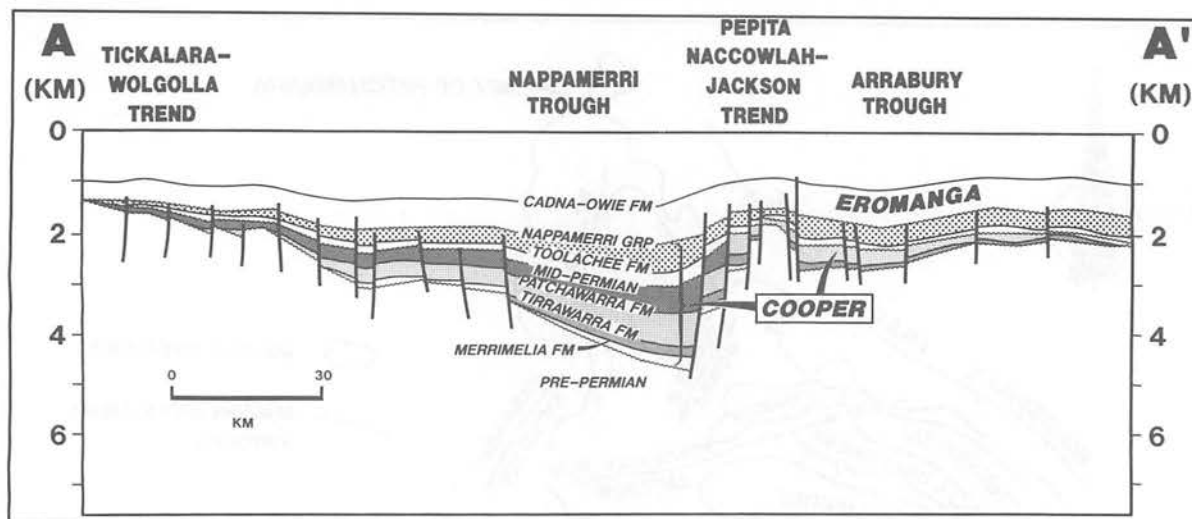 A
(KM)
TICKALARA–
WOLGOLLA
TREND
NAPPAMERRI
TROUGH
PEPITA
NACCOWLAH–
JACKSON
TREND
ARRABURY
TROUGH
A'
(KM)
0
2
4
6
0
2
4
6
CADNA–OWIE FM
EROMANGA
NAPPAMERRI GRP
TOOLACHEE FM
MID–PERMIAN
PATCHAWARRA FM
TIRRAWARRA FM
MERRIMELIA FM
PRE–PERMIAN
COOPER
0
30
KM